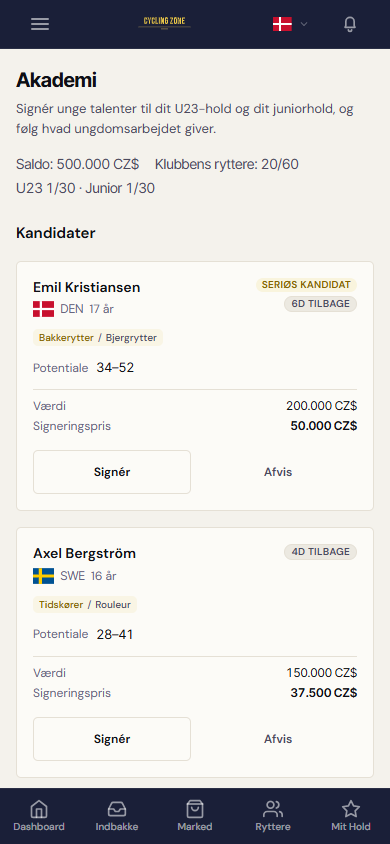 CYCLING ZONE
Akademi
Signér unge talenter til dit U23-hold og dit juniorhold, og
følg hvad ungdomsarbejdet giver.
Saldo: 500.000 CZ$ Klubbens ryttere: 20/60
U23 1/30 · Junior 1/30
Kandidater
Emil Kristiansen SERIØS KANDIDAT
DEN 17 år 6D TILBAGE
Bakkerytter / Bjergrytter
Potentiale 34–52
Værdi 200.000 CZ$
Signeringspris 50.000 CZ$
Signér Afvis
Axel Bergström 4D TILBAGE
SWE 16 år
Tidskører / Rouleur
Potentiale 28–41
Værdi 150.000 CZ$
Signeringspris 37.500 CZ$
Signér Afvis
Dashboard Indbakke Marked Ryttere Mit Hold